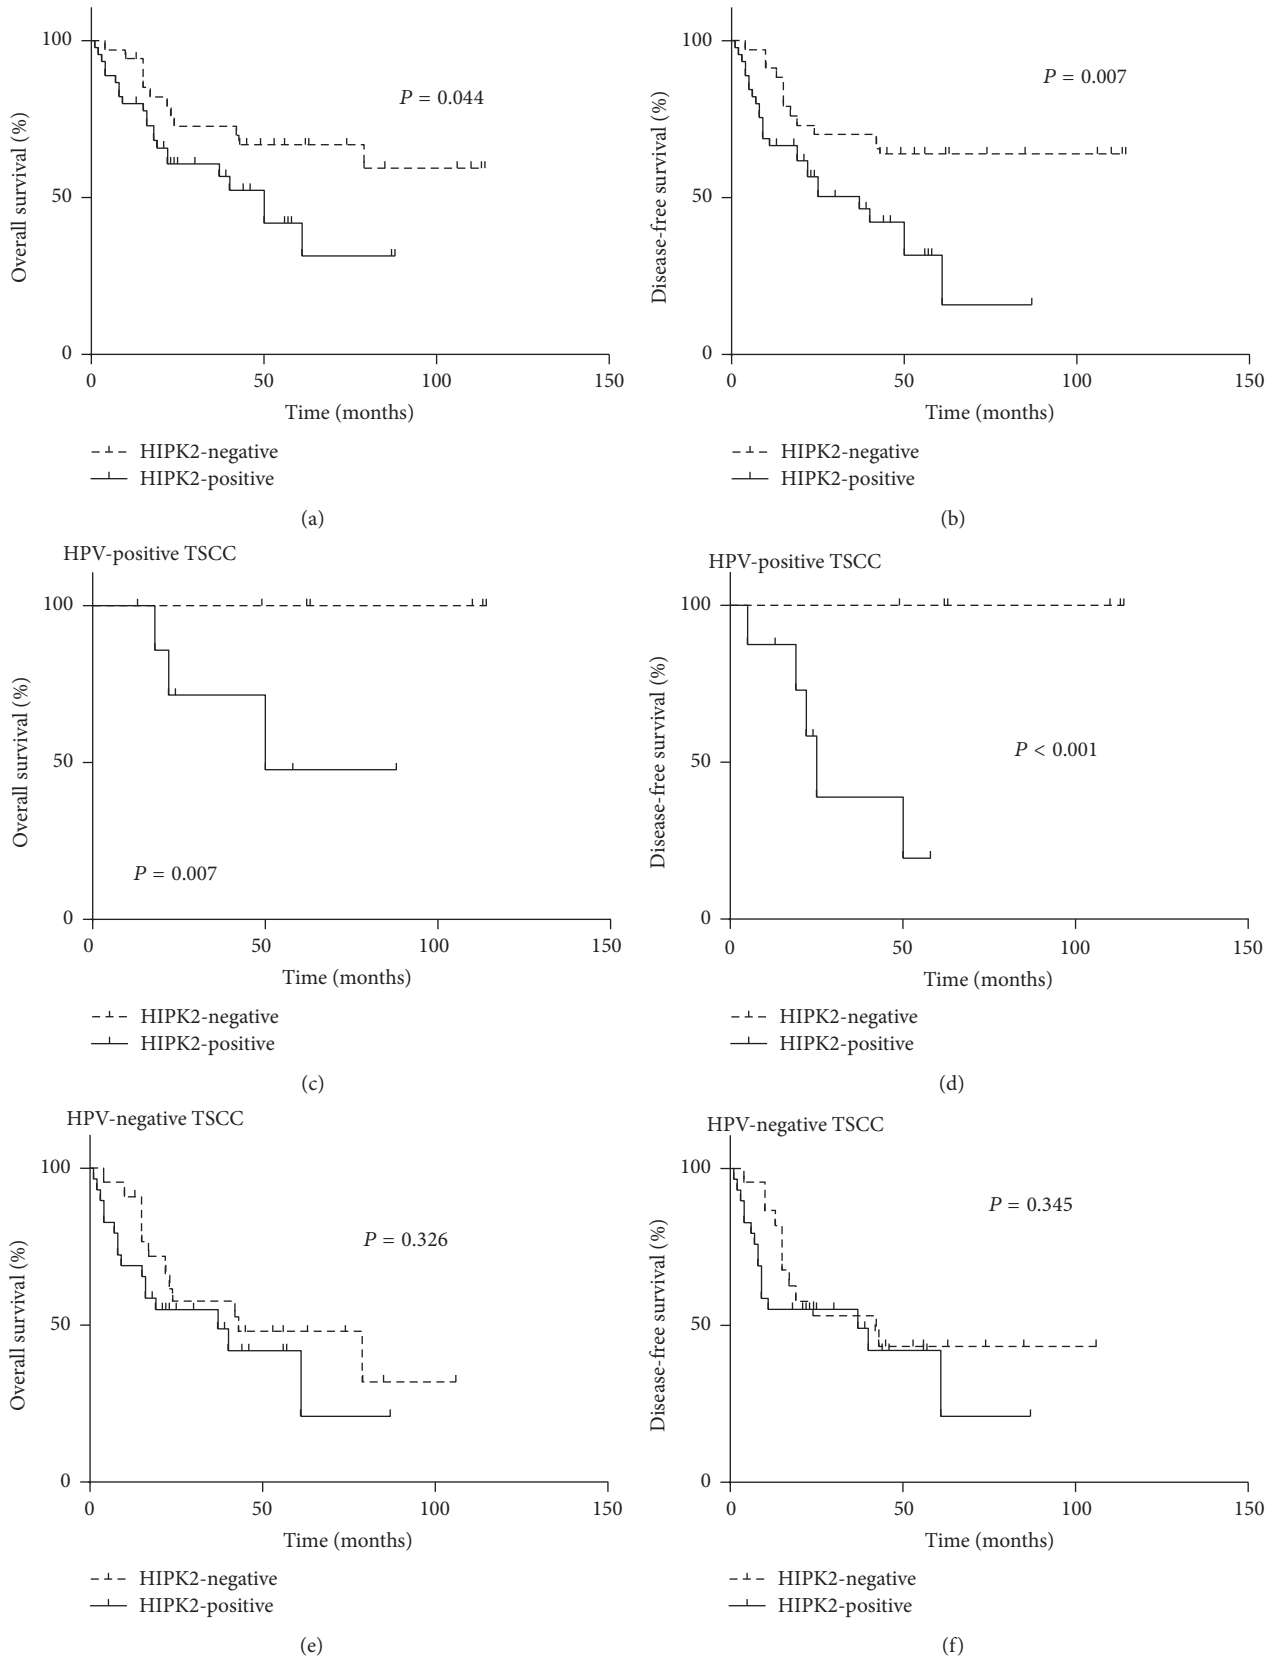 100
50
0
Overall survival (%)
P = 0.044
0 50 100 150
Time (months)
HIPK2-negative
HIPK2-positive
(a)
100
50
0
Disease-free survival (%)
P = 0.007
0 50 100 150
Time (months)
HIPK2-negative
HIPK2-positive
(b)
HPV-positive TSCC
100
50
0
Overall survival (%)
P = 0.007
0 50 100 150
Time (months)
HIPK2-negative
HIPK2-positive
(c)
HPV-positive TSCC
100
50
0
Disease-free survival (%)
P < 0.001
0 50 100 150
Time (months)
HIPK2-negative
HIPK2-positive
(d)
HPV-negative TSCC
100
50
0
Overall survival (%)
P = 0.326
0 50 100 150
Time (months)
HIPK2-negative
HIPK2-positive
(e)
HPV-negative TSCC
100
50
0
Disease-free survival (%)
P = 0.345
0 50 100 150
Time (months)
HIPK2-negative
HIPK2-positive
(f)